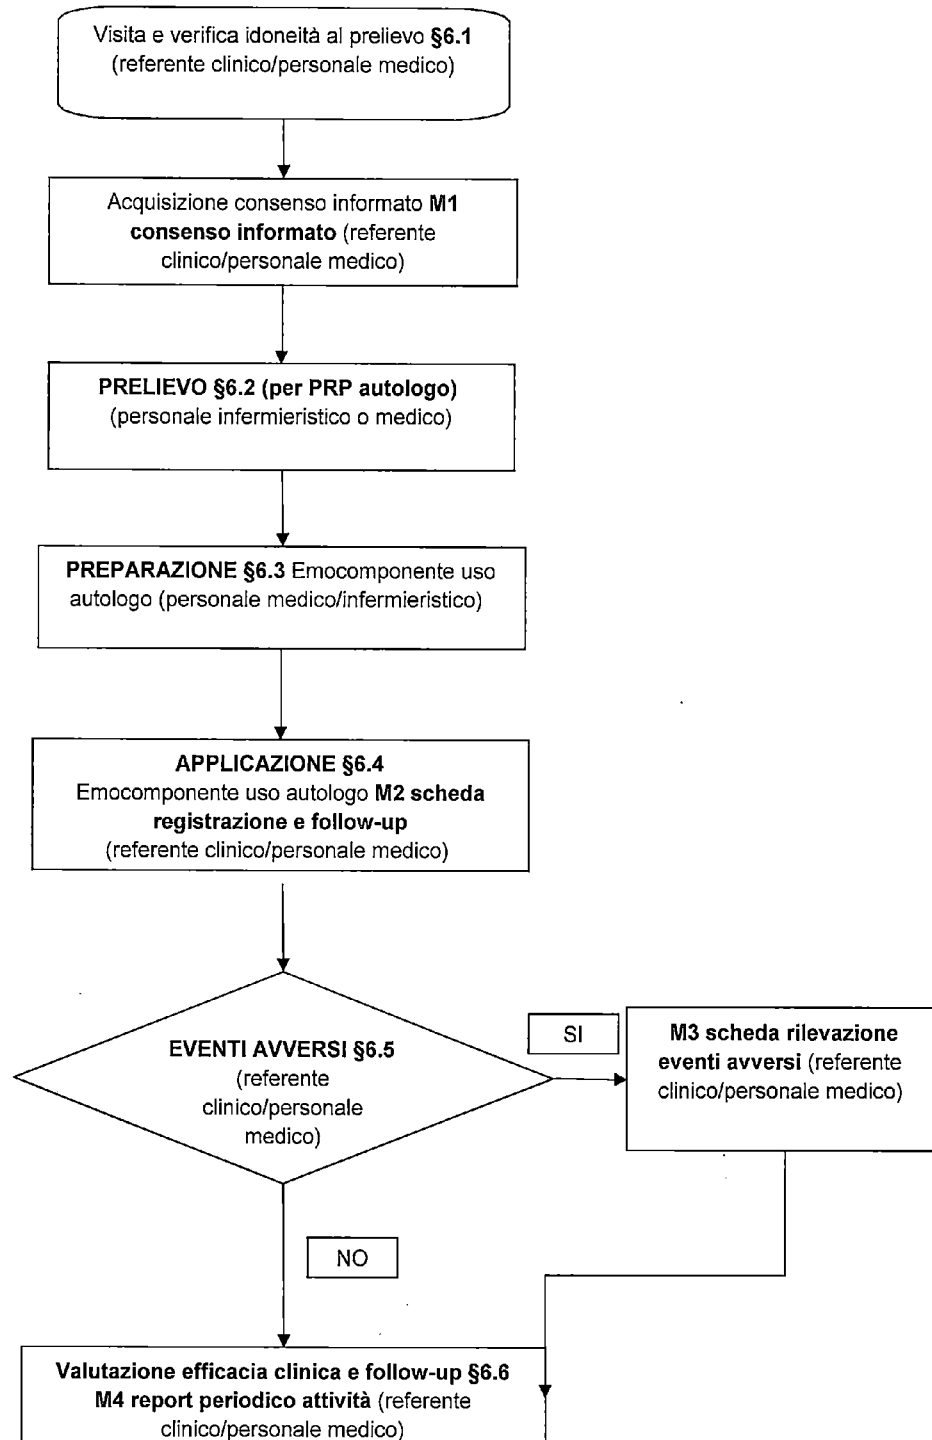 Visita e verifica idoneità al prelievo §6.1
(referente clinico/personale medico)
Acquisizione consenso informato M1
consenso informato (referente
clinico/personale medico)
PRELIEVO §6.2 (per PRP autologo)
(personale infermieristico o medico)
PREPARAZIONE §6.3 Emocomponente uso
autologo (personale medico/infermieristico)
APPLICAZIONE §6.4
Emocomponente uso autologo M2 scheda
registrazione e follow-up
(referente clinico/personale medico)
EVENTI AVVERSI §6.5
(referente
clinico/personale
medico)
SI
M3 scheda rilevazione
eventi avversi (referente
clinico/personale medico)
NO
Valutazione efficacia clinica e follow-up §6.6
M4 report periodico attività (referente
clinico/personale medico)